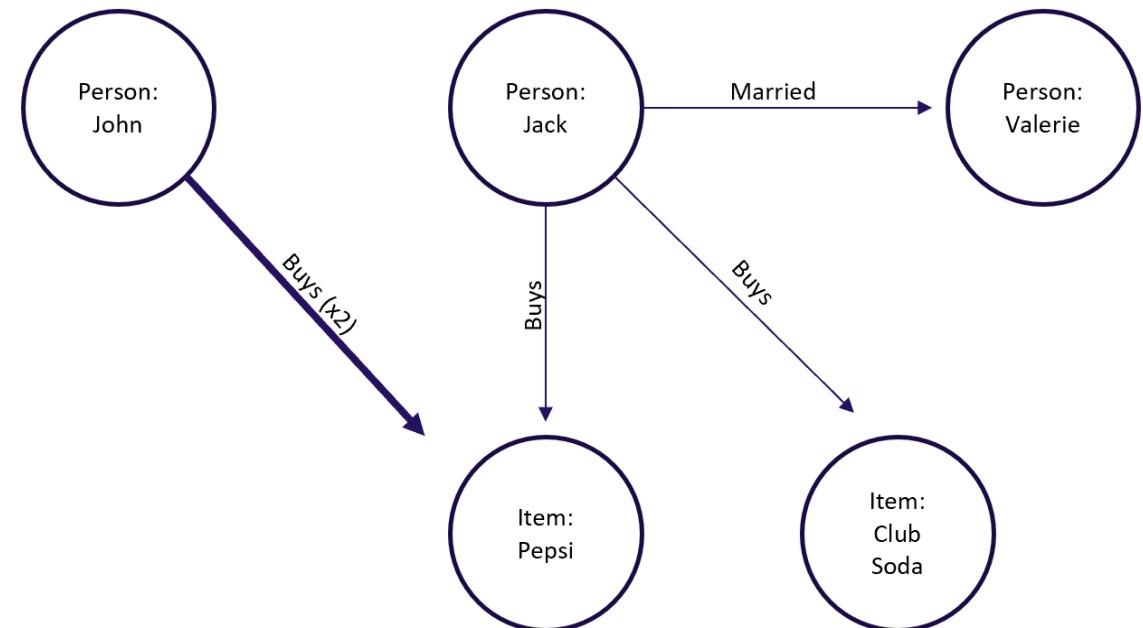 Person:
John
Person:
Jack
Married
Person:
Valerie
Buys (x2)
Buys
Buys
Item:
Pepsi
Item:
Club
Soda